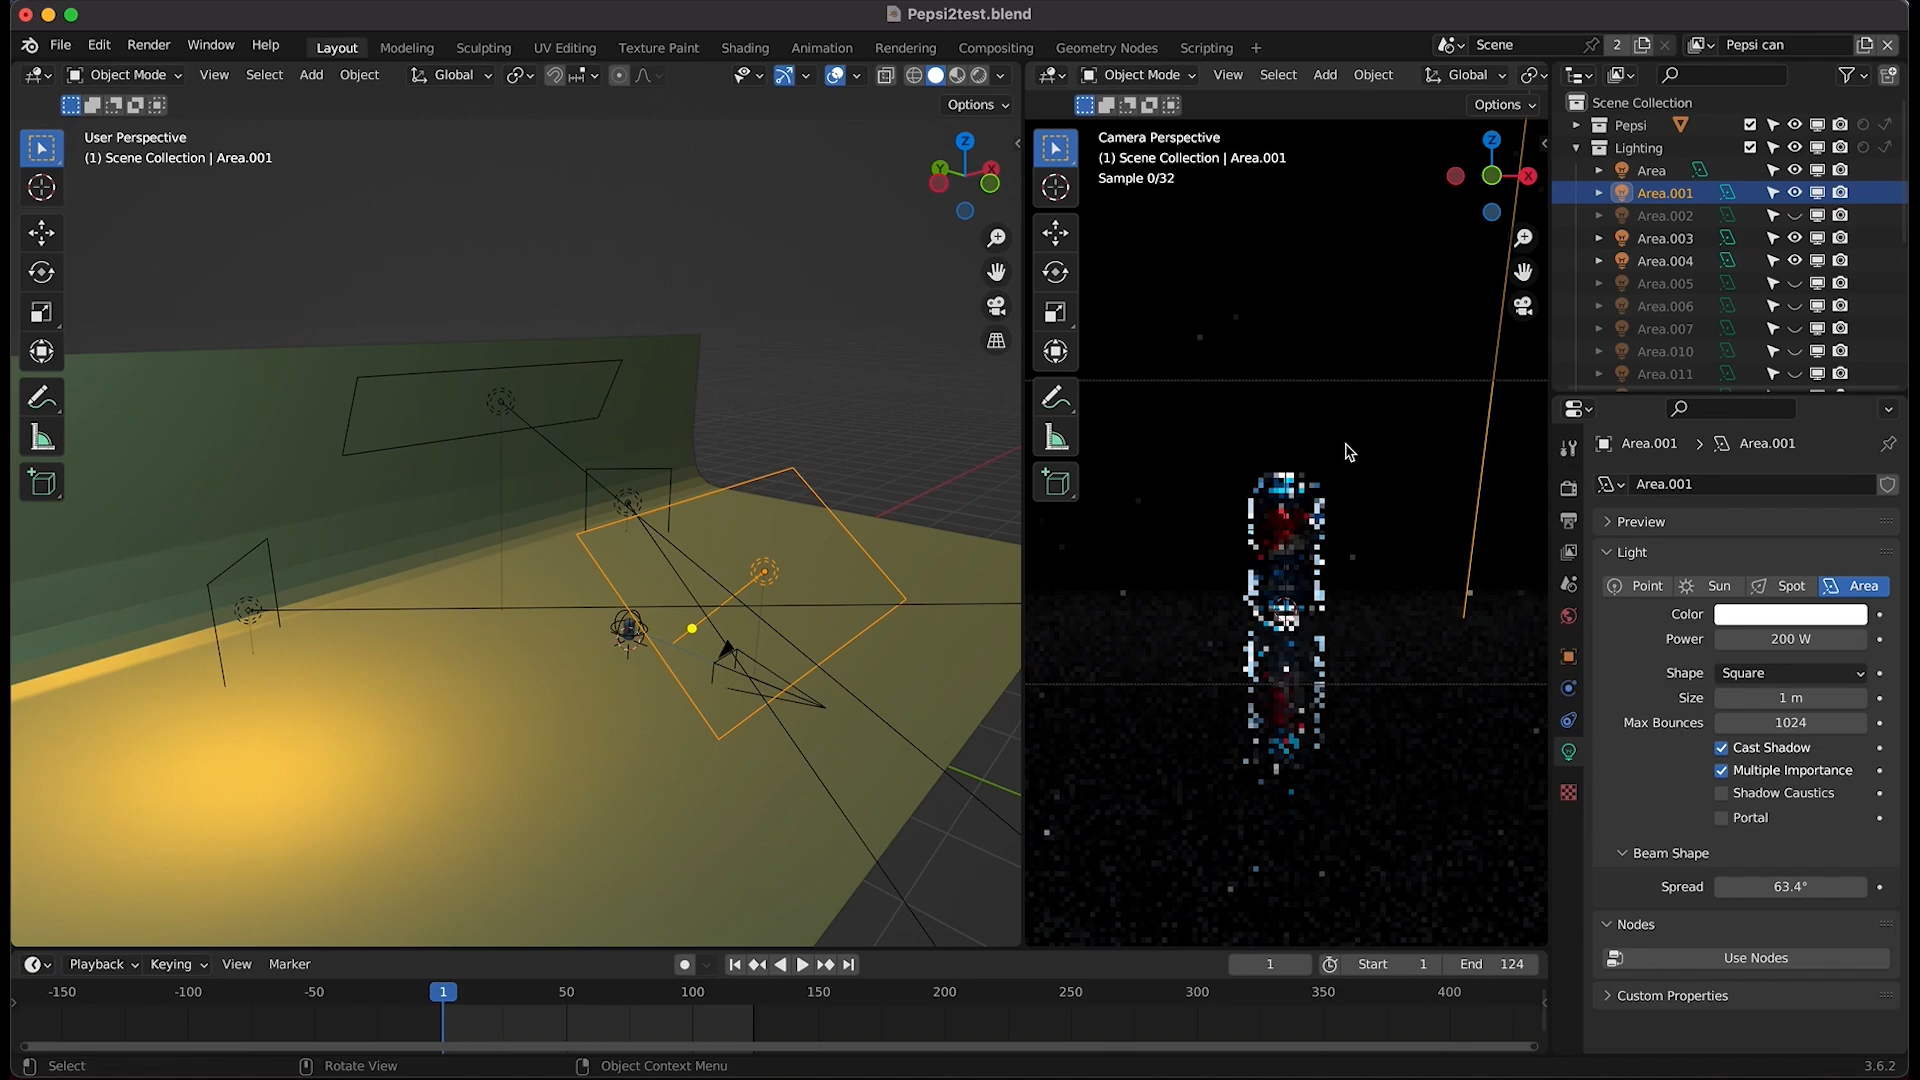 Pepsi2test.blend
File Edit Render Window Help
Layout Modeling Sculpting UV Editing Texture Paint Shading Animation Rendering Compositing Geometry Nodes Scripting +
Scene 2 Pepsi can
Object Mode View Select Add Object Global
Options
User Perspective
(1) Scene Collection | Area.001
Z
Y
X
Object Mode View Select Add Object Global
Options
Camera Perspective
(1) Scene Collection | Area.001
Sample 0/32
Z
X
Scene Collection
Pepsi
Lighting
Area
Area.001
Area.002
Area.003
Area.004
Area.005
Area.006
Area.007
Area.010
Area.011
Area.001 > Area.001
Area.001
Preview
Light
Point Sun Spot Area
Color
Power 200 W
Shape Square
Size 1 m
Max Bounces 1024
Cast Shadow
Multiple Importance
Shadow Caustics
Portal
Beam Shape
Spread 63.4°
Nodes
Use Nodes
Custom Properties
Playback Keying View Marker
1 Start 1 End 124
-150 -100 -50 1 50 100 150 200 250 300 350 400
Select Rotate View Object Context Menu 3.6.2